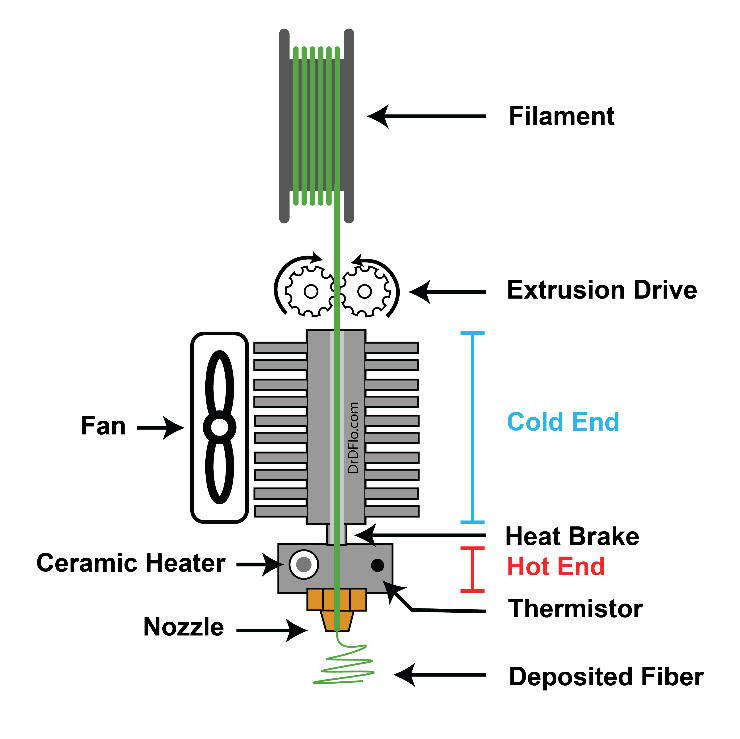 Filament
Extrusion Drive
Cold End
DrDFlo.com
Fan
Heat Brake
Ceramic Heater
Hot End
Thermistor
Nozzle
Deposited Fiber